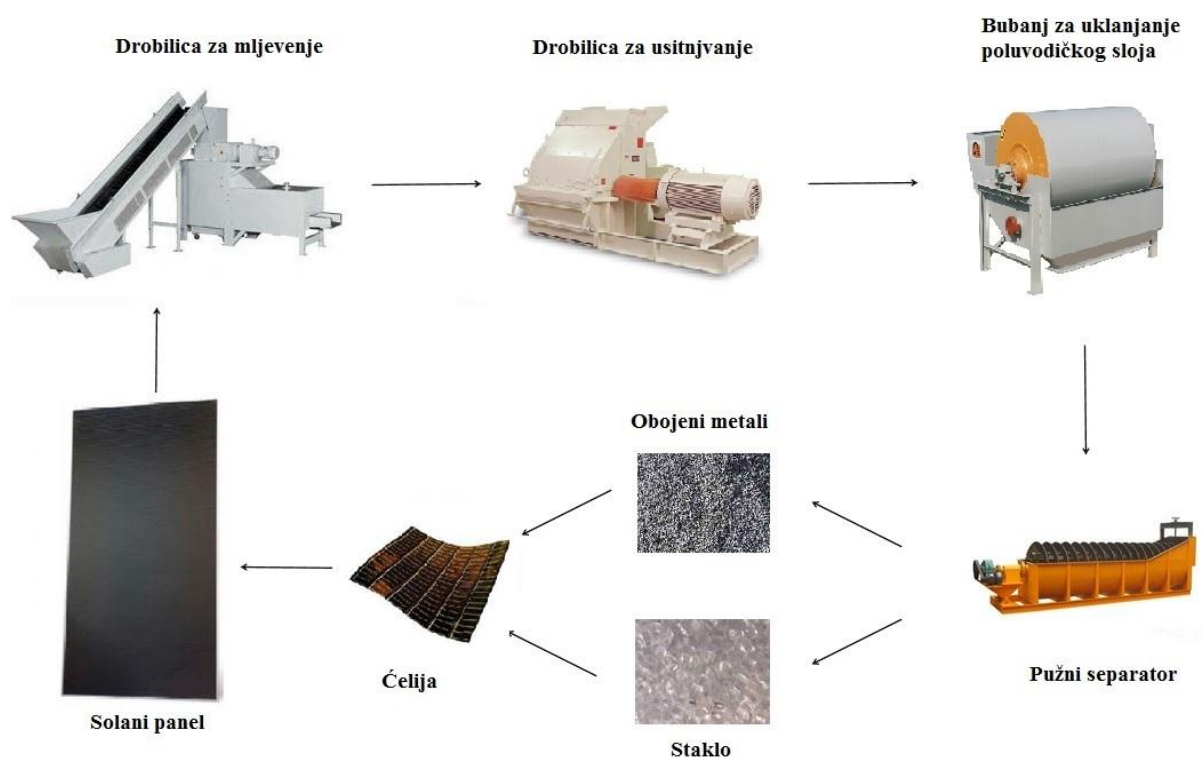 Drobilica za mljevenje
Drobilica za usitnjvanje
Bubanj za uklanjanje
poluvodičkog sloja
Obojeni metali
Ćelija
Pužni separator
Solani panel
Staklo